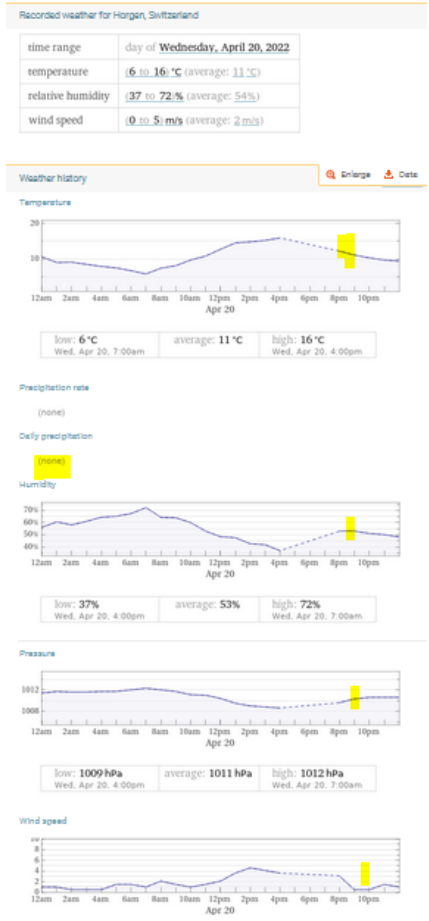 Recorded weather for Horgen, Switzerland
time range day of Wednesday, April 20, 2022
temperature (6 to 16) °C (average: 11 °C)
relative humidity (37 to 72)% (average: 54%)
wind speed (0 to 5) m/s (average: 2 m/s)
Weather history Enlarge Data
Temperature
20
10
12am 2am 4am 6am 8am 10am 12pm 2pm 4pm 6pm 8pm 10pm
Apr 20
low: 6 °C average: 11 °C high: 16 °C
Wed, Apr 20, 7:00am Wed, Apr 20, 4:00pm
Precipitation rate
(none)
Daily precipitation
(none)
Humidity
70%
60%
50%
40%
12am 2am 4am 6am 8am 10am 12pm 2pm 4pm 6pm 8pm 10pm
Apr 20
low: 37% average: 53% high: 72%
Wed, Apr 20, 4:00pm Wed, Apr 20, 7:00am
Pressure
1012
1008
12am 2am 4am 6am 8am 10am 12pm 2pm 4pm 6pm 8pm 10pm
Apr 20
low: 1009 hPa average: 1011 hPa high: 1012 hPa
Wed, Apr 20, 4:00pm Wed, Apr 20, 7:00am
Wind speed
10
8
6
4
2
0
12am 2am 4am 6am 8am 10am 12pm 2pm 4pm 6pm 8pm 10pm
Apr 20